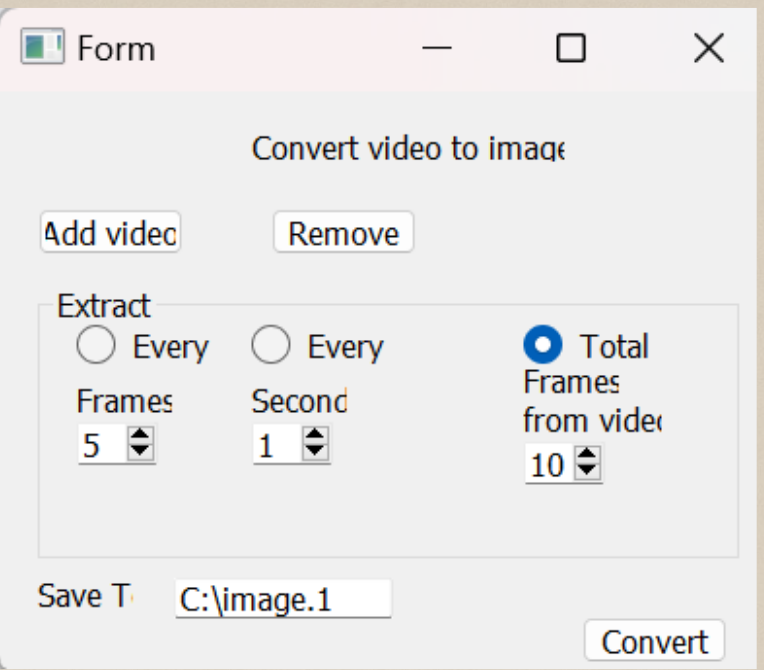 Form
Convert video to image
Add video
Remove
Extract
Every
Every
Total
Frames
Second
Frames
from video
5
1
10
Save T
C:\image.1
Convert